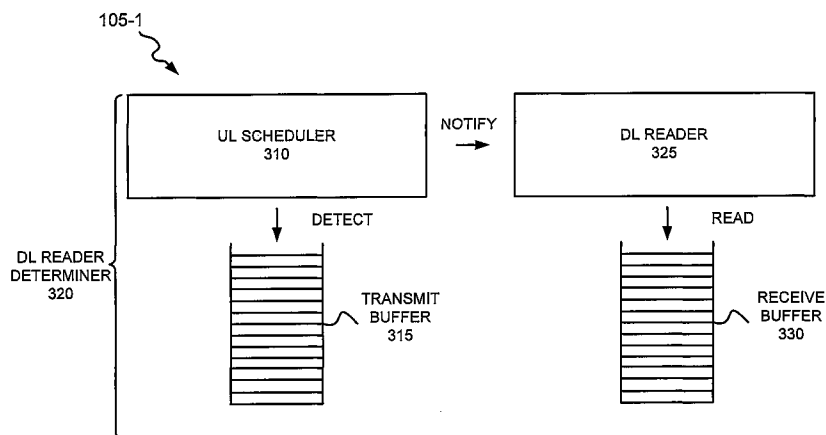 105-1
UL SCHEDULER
310
NOTIFY
DL READER
325
DETECT
READ
DL READER
DETERMINER
320
TRANSMIT
BUFFER
315
RECEIVE
BUFFER
330